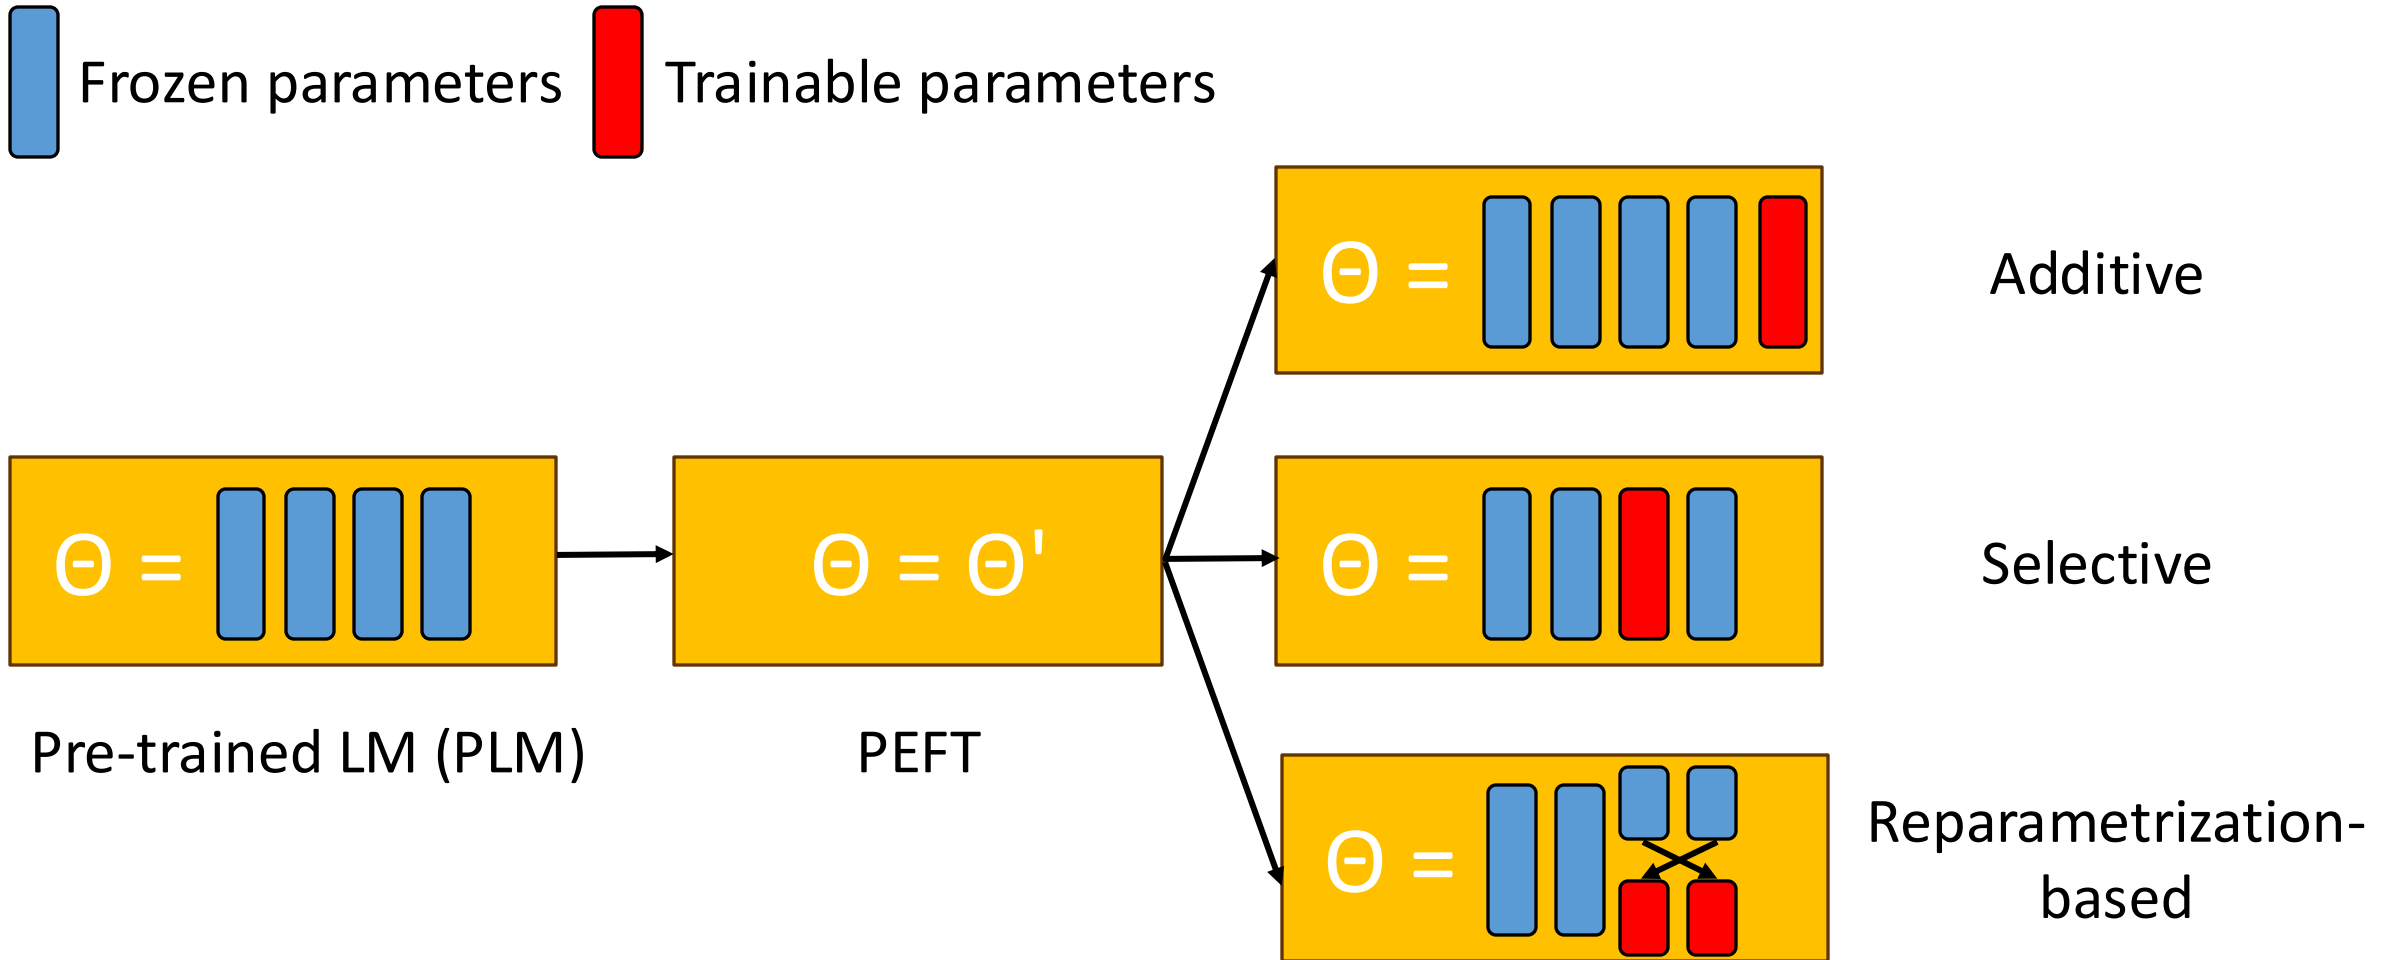 Frozen parameters
Trainable parameters
Θ =
Additive
Θ =
Θ = Θ'
Θ =
Selective
Pre-trained LM (PLM)
PEFT
Θ =
Reparametrization-
based